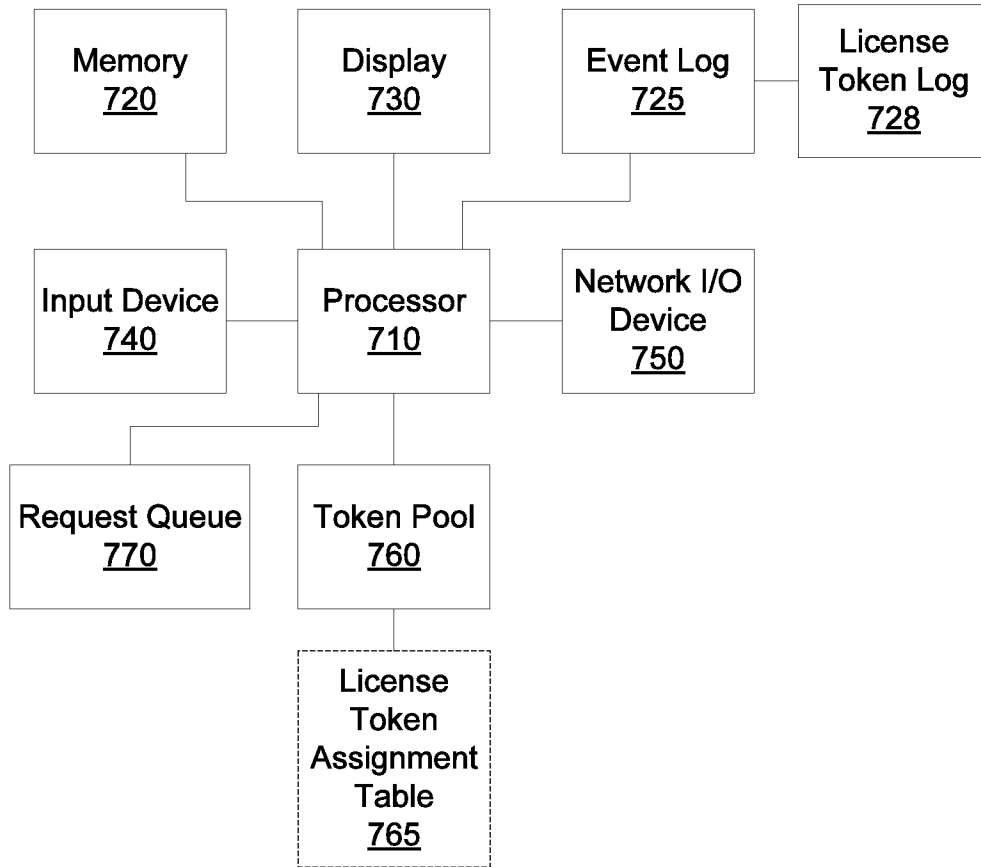 Memory
720
Display
730
Event Log
725
License
Token Log
728
Input Device
740
Processor
710
Network I/O
Device
750
Request Queue
770
Token Pool
760
License
Token
Assignment
Table
765